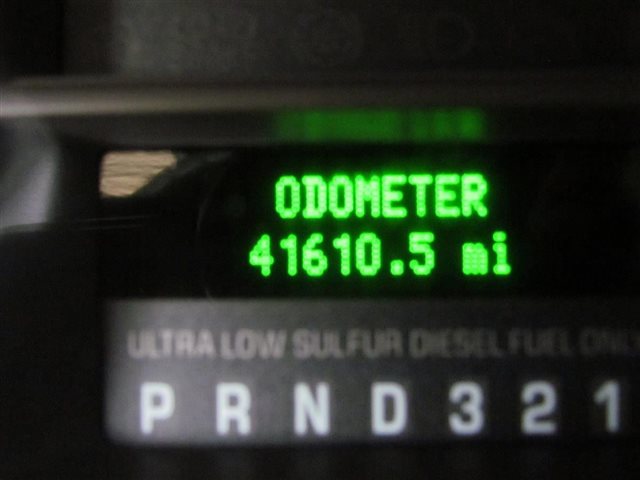 ODOMETER
41610.5 mi
ULTRA LOW SULFUR DIESEL FUEL ONLY
P R N D 3 2 1